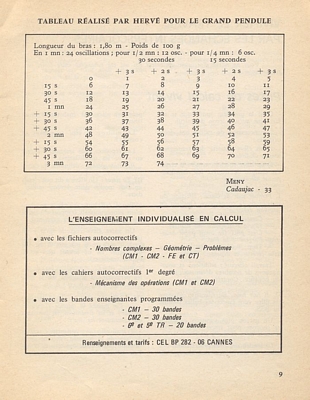 TABLEAU RÉALISÉ PAR HERVÉ POUR LE GRAND PENDULE
Longueur du bras : 1,80 m - Poids de 100 g
En 1 mn : 24 oscillations ; pour 1/2 mn : 12 osc. - pour 1/4 mn : 6 osc.
30 secondes 15 secondes
+ 3 s + 2 s + 3 s + 2 s + 3 s
0 1 2 3 4 5
15 s 6 7 8 9 10 11
30 s 12 13 14 15 16 17
45 s 18 19 20 21 22 23
1 mn 24 25 26 27 28 29
+ 15 s 30 31 32 33 34 35
+ 30 s 36 37 38 39 40 41
+ 45 s 42 43 44 45 46 47
2 mn 48 49 50 51 52 53
+ 15 s 54 55 56 57 58 59
+ 30 s 60 61 62 63 64 65
+ 45 s 66 67 68 69 70 71
3 mn 72 73 74
MENY
Cadaujac - 33
L'ENSEIGNEMENT INDIVIDUALISÉ EN CALCUL
• avec les fichiers autocorrectifs
- Nombres complexes – Géométrie – Problèmes
(CM1 - CM2 - FE et CT)
• avec les cahiers autocorrectifs 1er degré
- Mécanisme des opérations (CM1 et CM2)
• avec les bandes enseignantes programmées
- CM1 – 30 bandes
- CM2 – 30 bandes
- 6e et 5e TR – 20 bandes
Renseignements et tarifs : CEL BP 282 - 06 CANNES
9